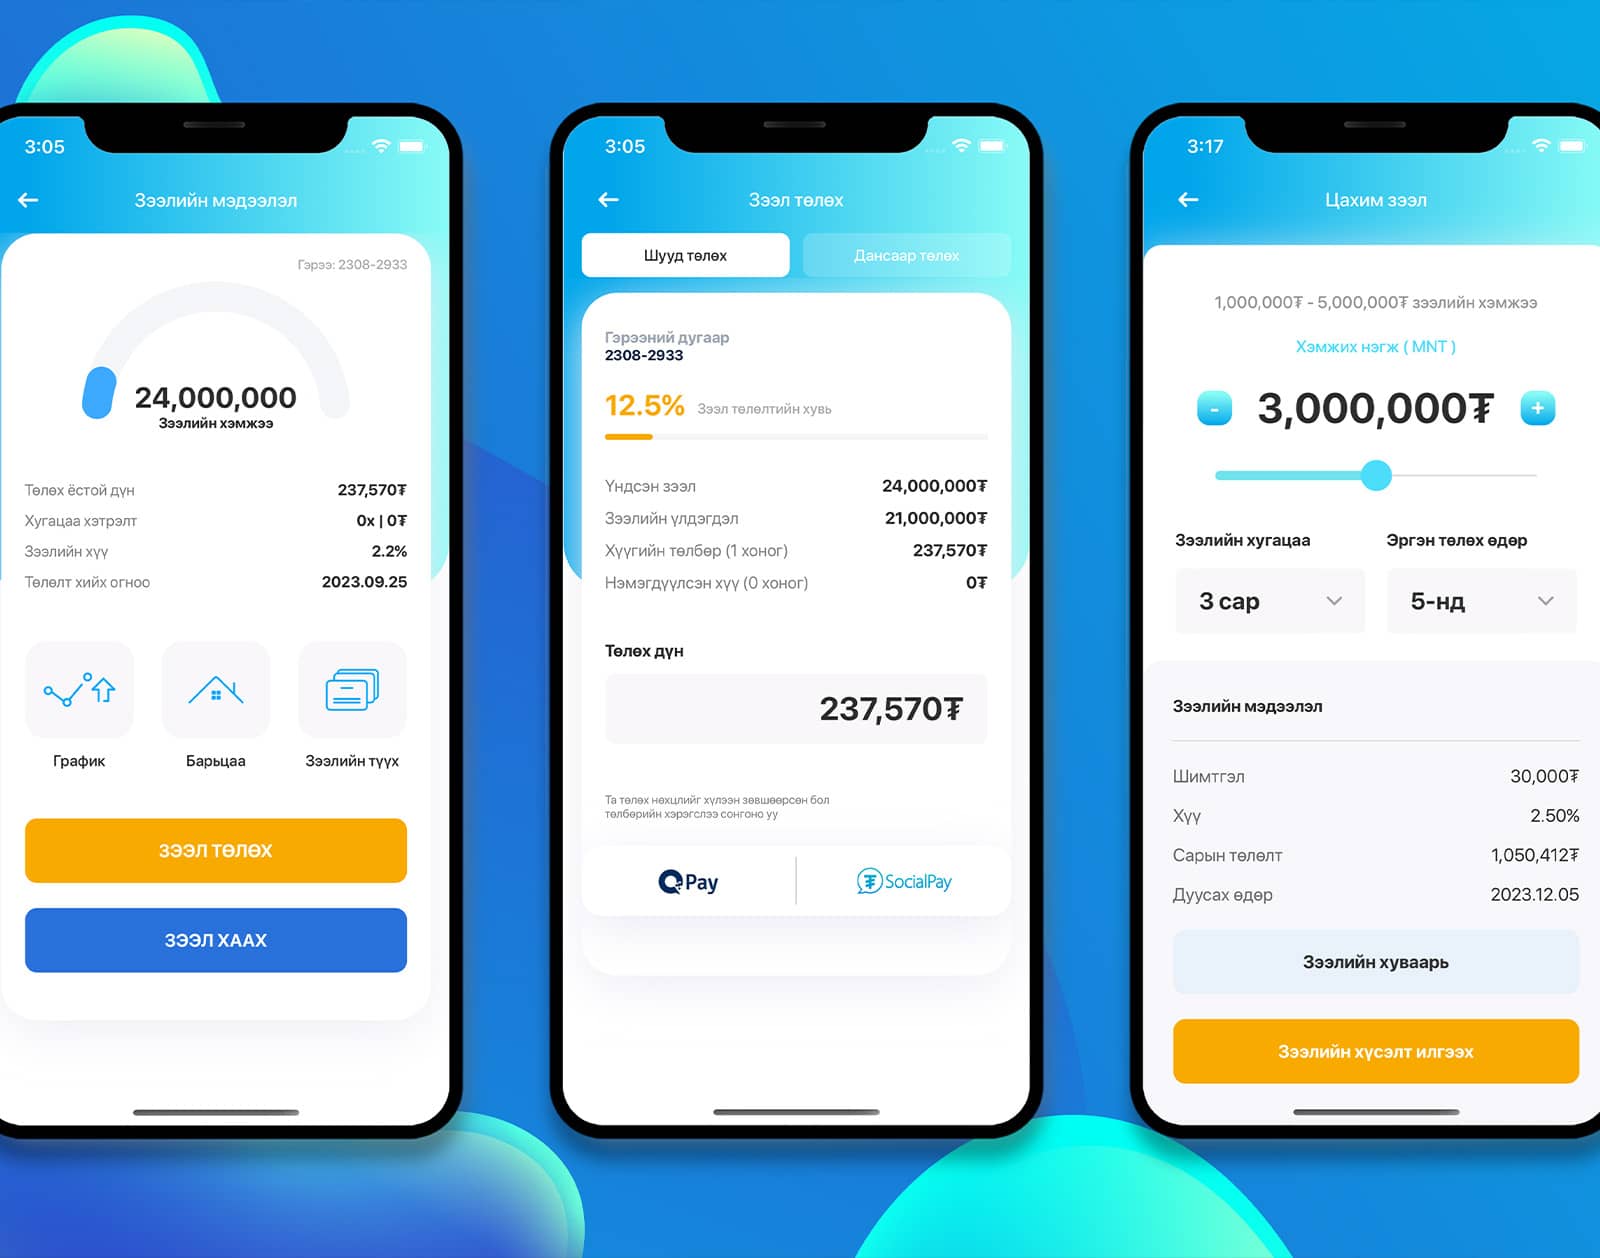 3:05
Зээлийн мэдээлэл
Гэрээ: 2308-2933
24,000,000
Зээлийн хэмжээ
Төлөх ёстой дүн 237,570₮
Хугацаа хэтрэлт 0x | 0₮
Зээлийн хүү 2.2%
Төлөлт хийх огноо 2023.09.25
График Барьцаа Зээлийн түүх
ЗЭЭЛ ТӨЛӨХ
ЗЭЭЛ ХААХ
3:05
Зээл төлөх
Шууд төлөх Дансаар төлөх
Гэрээний дугаар
2308-2933
12.5% Зээл төлөлтийн хувь
Үндсэн зээл 24,000,000₮
Зээлийн үлдэгдэл 21,000,000₮
Хүүгийн төлбөр (1 хоног) 237,570₮
Нэмэгдүүлсэн хүү (0 хоног) 0₮
Төлөх дүн
237,570₮
Та төлөх нөхцлийг хүлээн зөвшөөрсөн бол
төлбөрийн хэрэгслээ сонгоно уу
QPay ₮ SocialPay
3:17
Цахим зээл
1,000,000₮ - 5,000,000₮ зээлийн хэмжээ
Хэмжих нэгж ( MNT )
- 3,000,000₮ +
Зээлийн хугацаа Эргэн төлөх өдөр
3 сар 5-нд
Зээлийн мэдээлэл
Шимтгэл 30,000₮
Хүү 2.50%
Сарын төлөлт 1,050,412₮
Дуусах өдөр 2023.12.05
Зээлийн хуваарь
Зээлийн хүсэлт илгээх